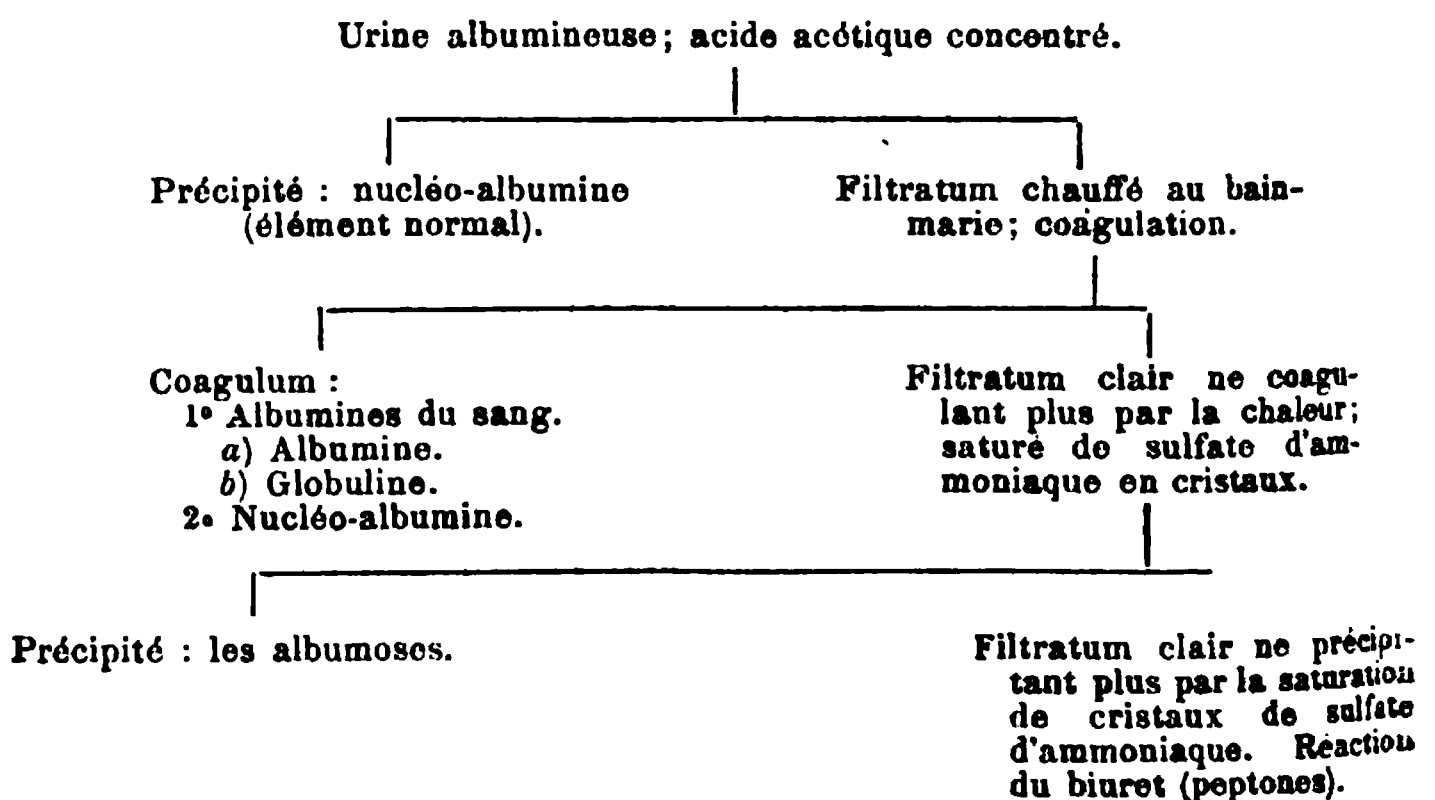 Urine albumineuse; acide acétique concentré.
Précipité : nucléo-albumine
(élément normal).
Filtratum chauffé au bain-
marie; coagulation.
Coagulum :
1º Albumines du sang.
a) Albumine.
b) Globuline.
2º Nucléo-albumine.
Filtratum clair ne coagu-
lant plus par la chaleur;
saturé de sulfate d'am-
moniaque en cristaux.
Précipité : les albumoses.
Filtratum clair ne précipi-
tant plus par la saturation
de cristaux de sulfate
d'ammoniaque. Réaction
du biuret (peptones).